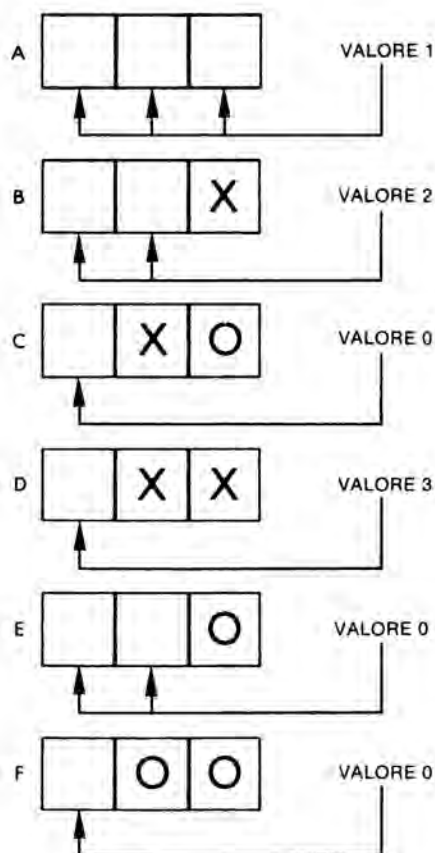 A VALORE 1
B X VALORE 2
C X O VALORE 0
D X X VALORE 3
E O VALORE 0
F O O VALORE 0